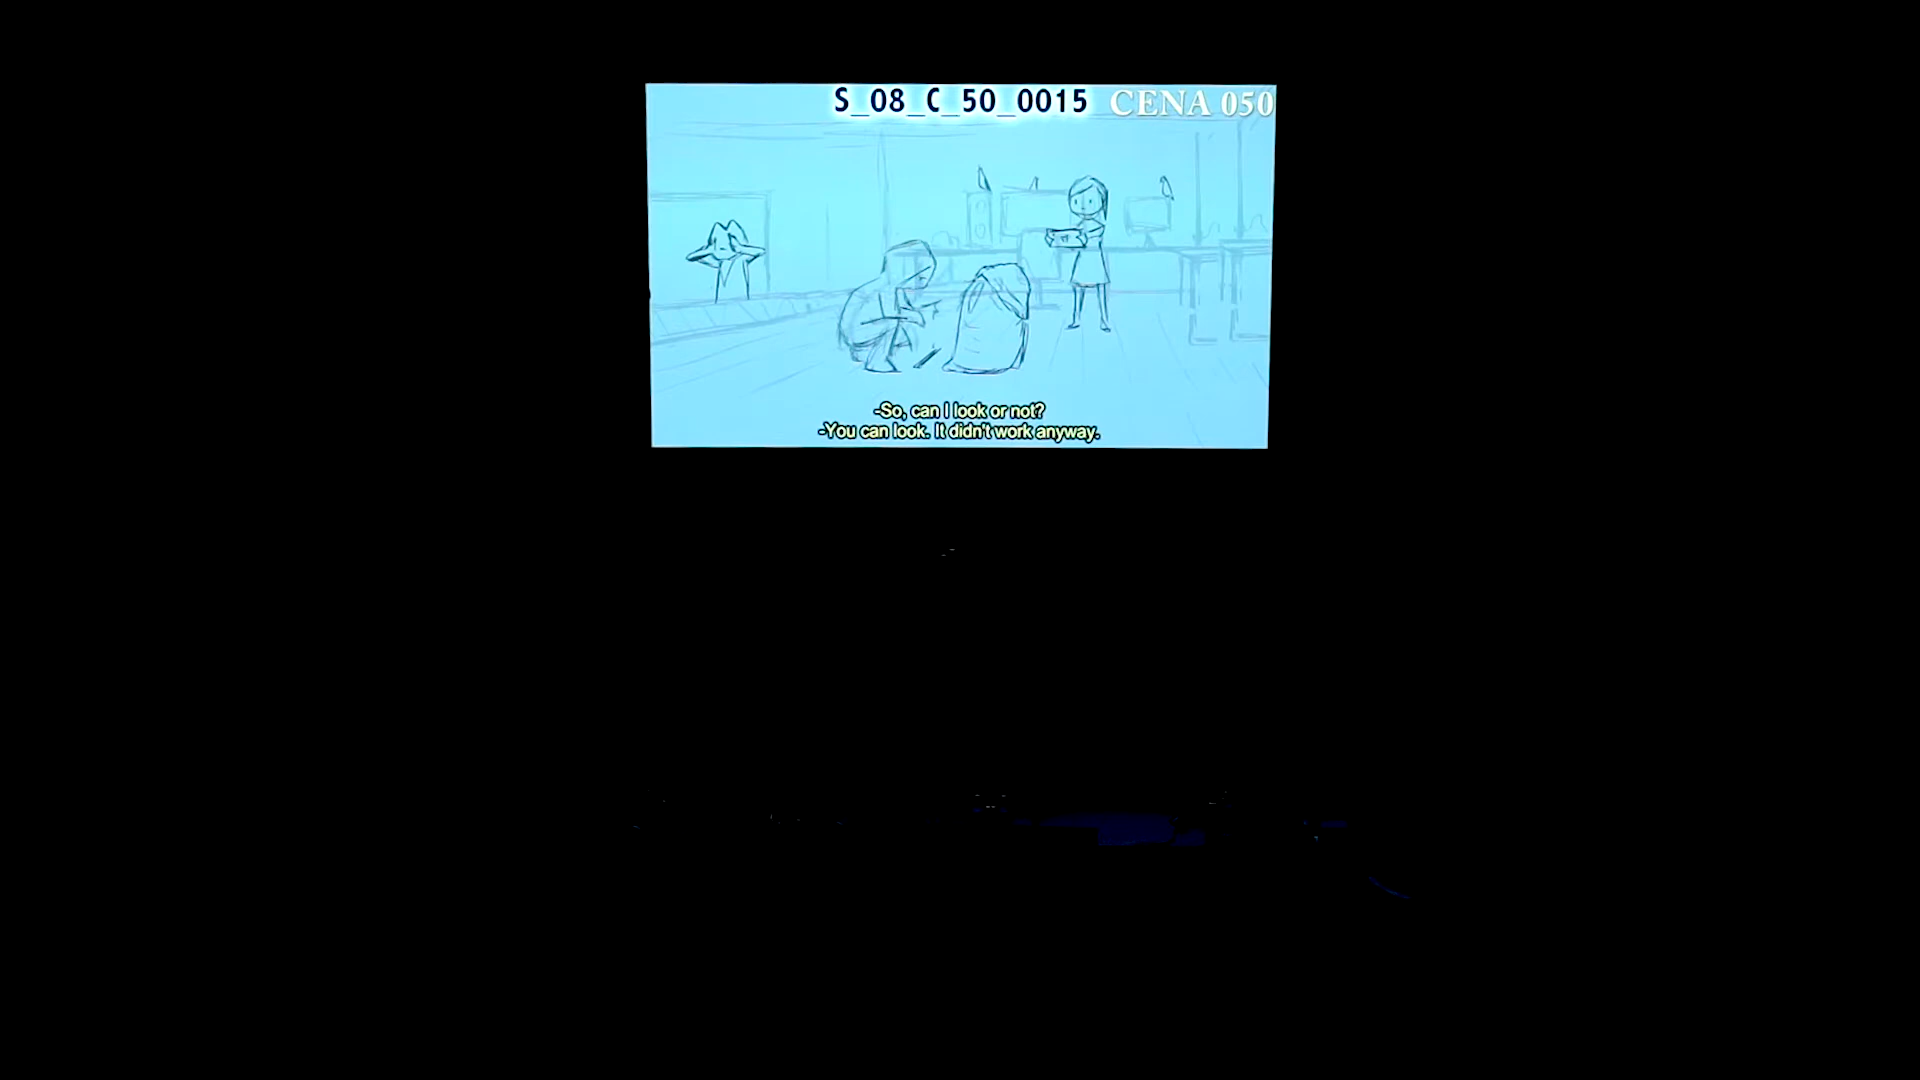 S_08_C_50_0015 CENA 050
-So, can I look or not?
-You can look. It didn't work anyway.